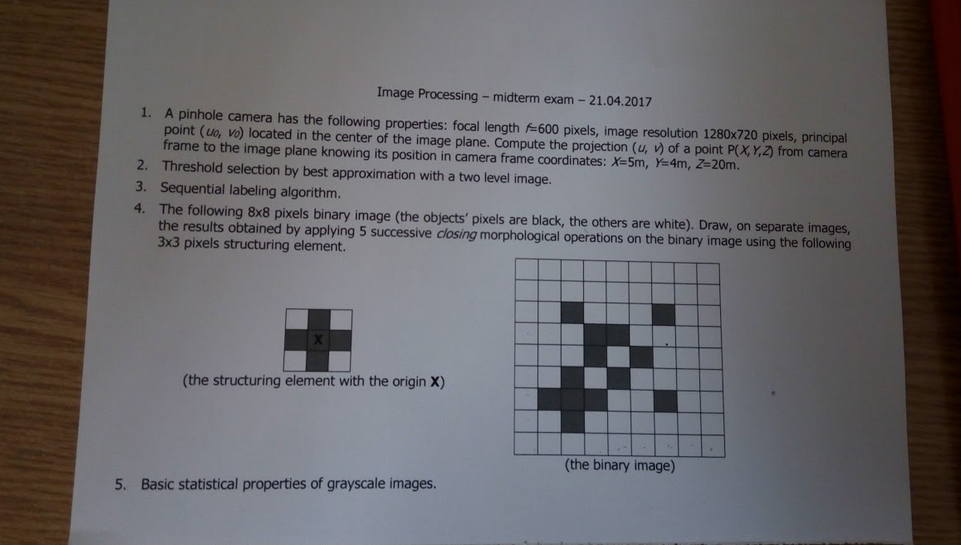 Image Processing – midterm exam – 21.04.2017
1. A pinhole camera has the following properties: focal length f=600 pixels, image resolution 1280x720 pixels, principal
point (u0, v0) located in the center of the image plane. Compute the projection (u, v) of a point P(X,Y,Z) from camera
frame to the image plane knowing its position in camera frame coordinates: X=5m, Y=4m, Z=20m.
2. Threshold selection by best approximation with a two level image.
3. Sequential labeling algorithm.
4. The following 8x8 pixels binary image (the objects' pixels are black, the others are white). Draw, on separate images,
the results obtained by applying 5 successive closing morphological operations on the binary image using the following
3x3 pixels structuring element.
X
(the structuring element with the origin X)
(the binary image)
5. Basic statistical properties of grayscale images.